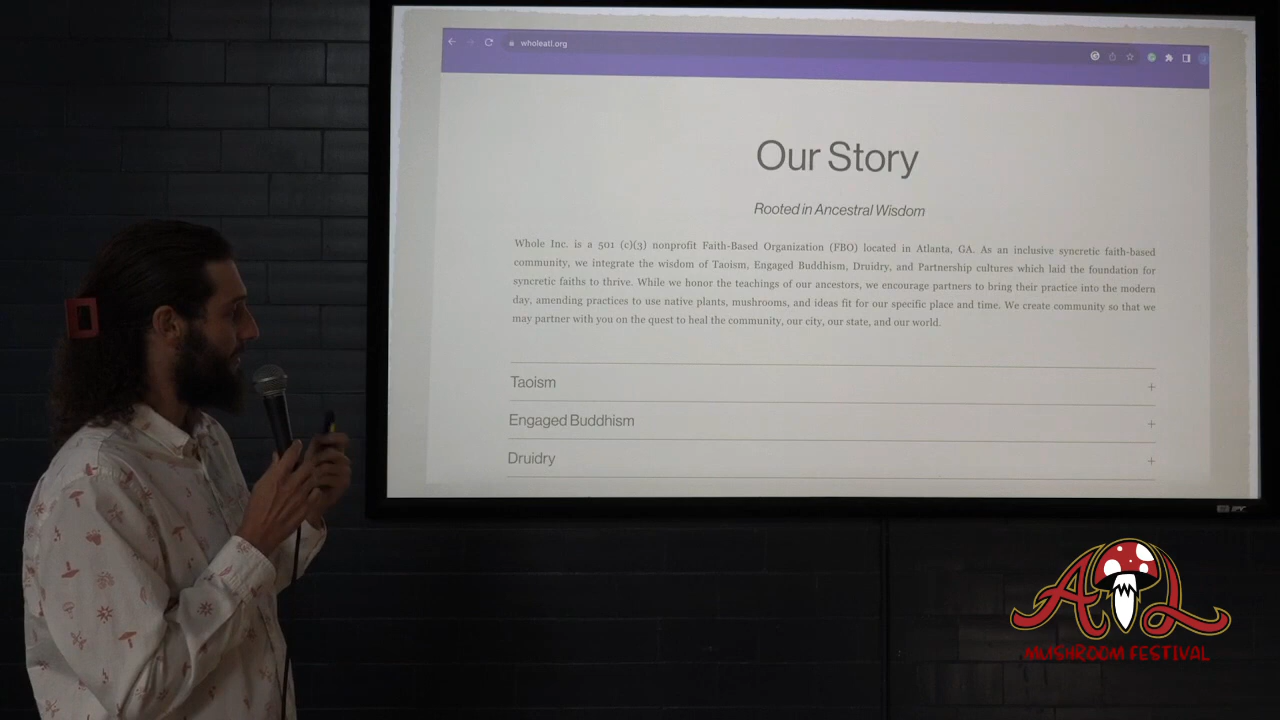 wholeatl.org
Our Story
Rooted in Ancestral Wisdom
Whole Inc. is a 501 (c)(3) nonprofit Faith-Based Organization (FBO) located in Atlanta, GA. As an inclusive syncretic faith-based
community, we integrate the wisdom of Taoism, Engaged Buddhism, Druidry, and Partnership cultures which laid the foundation for
syncretic faiths to thrive. While we honor the teachings of our ancestors, we encourage partners to bring their practice into the modern
day, amending practices to use native plants, mushrooms, and ideas fit for our specific place and time. We create community so that we
may partner with you on the quest to heal the community, our city, our state, and our world.
Taoism +
Engaged Buddhism +
Druidry +
ATL
MUSHROOM FESTIVAL